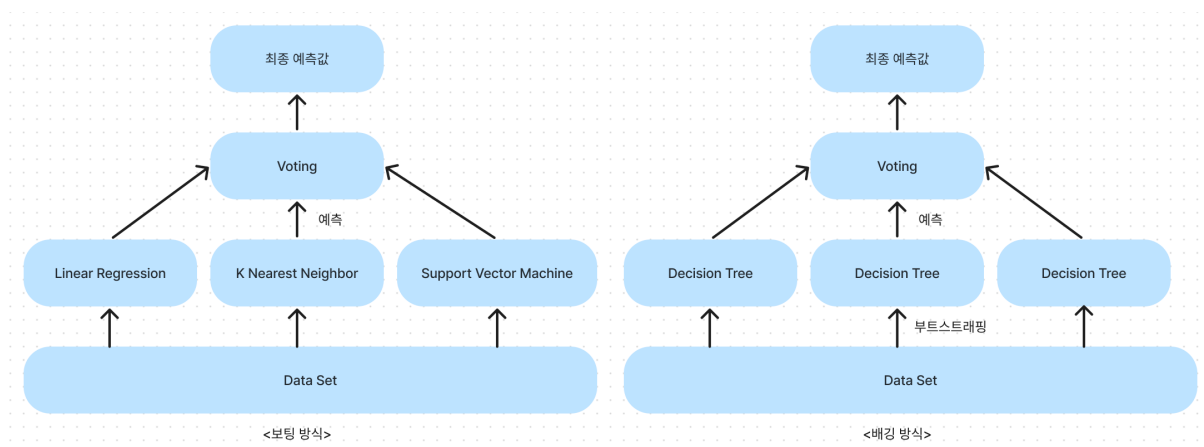 최종 예측값
Voting
예측
Linear Regression
K Nearest Neighbor
Support Vector Machine
Data Set
<보팅 방식>
최종 예측값
Voting
예측
Decision Tree
Decision Tree
Decision Tree
부트스트래핑
Data Set
<배깅 방식>